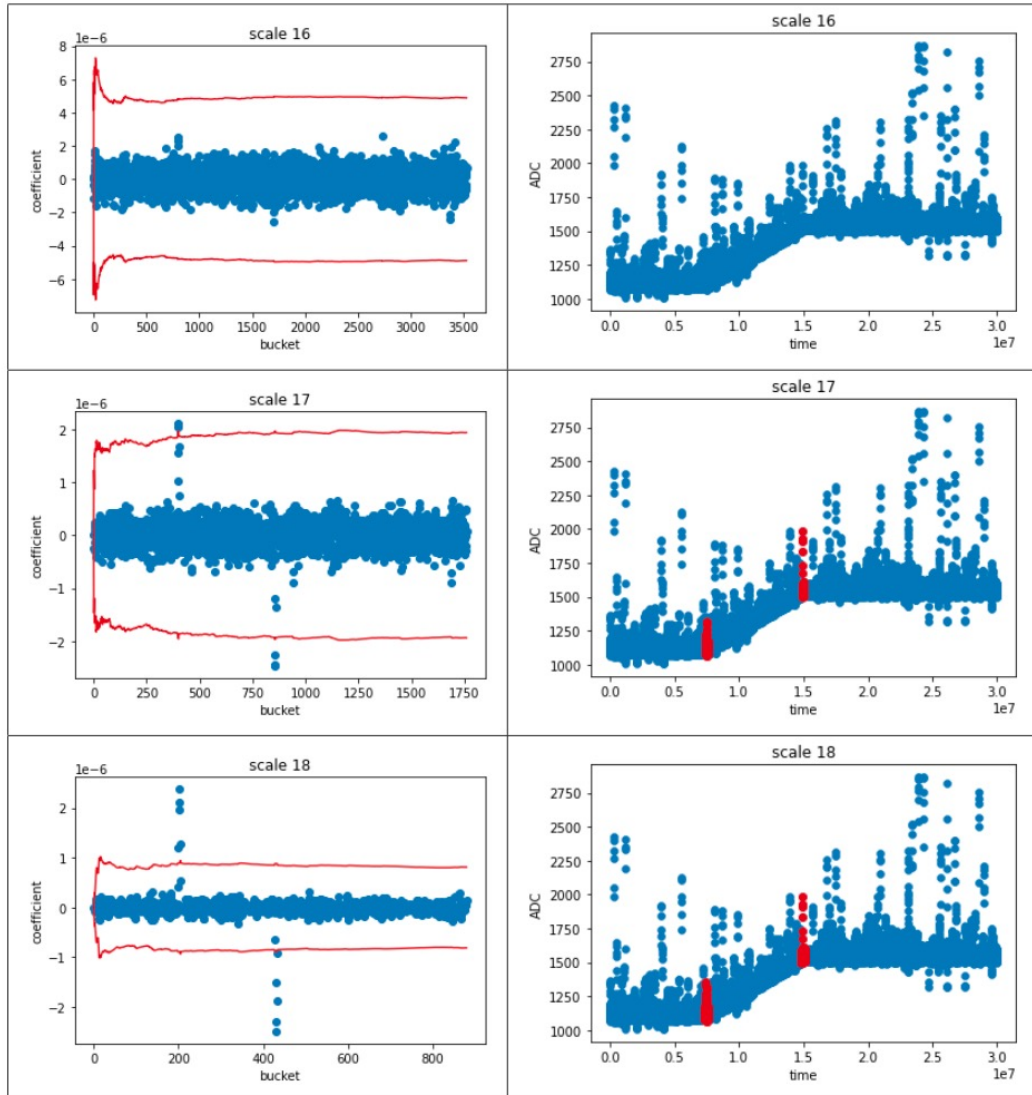 scale 16
1e−6
8
6
4
2
0
−2
−4
−6
coefficient
0 500 1000 1500 2000 2500 3000 3500
bucket
scale 16
2750
2500
2250
2000
1750
1500
1250
1000
ADC
0.0 0.5 1.0 1.5 2.0 2.5 3.0
1e7
time
scale 17
1e−6
2
1
0
−1
−2
coefficient
0 250 500 750 1000 1250 1500 1750
bucket
scale 17
2750
2500
2250
2000
1750
1500
1250
1000
ADC
0.0 0.5 1.0 1.5 2.0 2.5 3.0
1e7
time
scale 18
1e−6
2
1
0
−1
−2
coefficient
0 200 400 600 800
bucket
scale 18
2750
2500
2250
2000
1750
1500
1250
1000
ADC
0.0 0.5 1.0 1.5 2.0 2.5 3.0
1e7
time